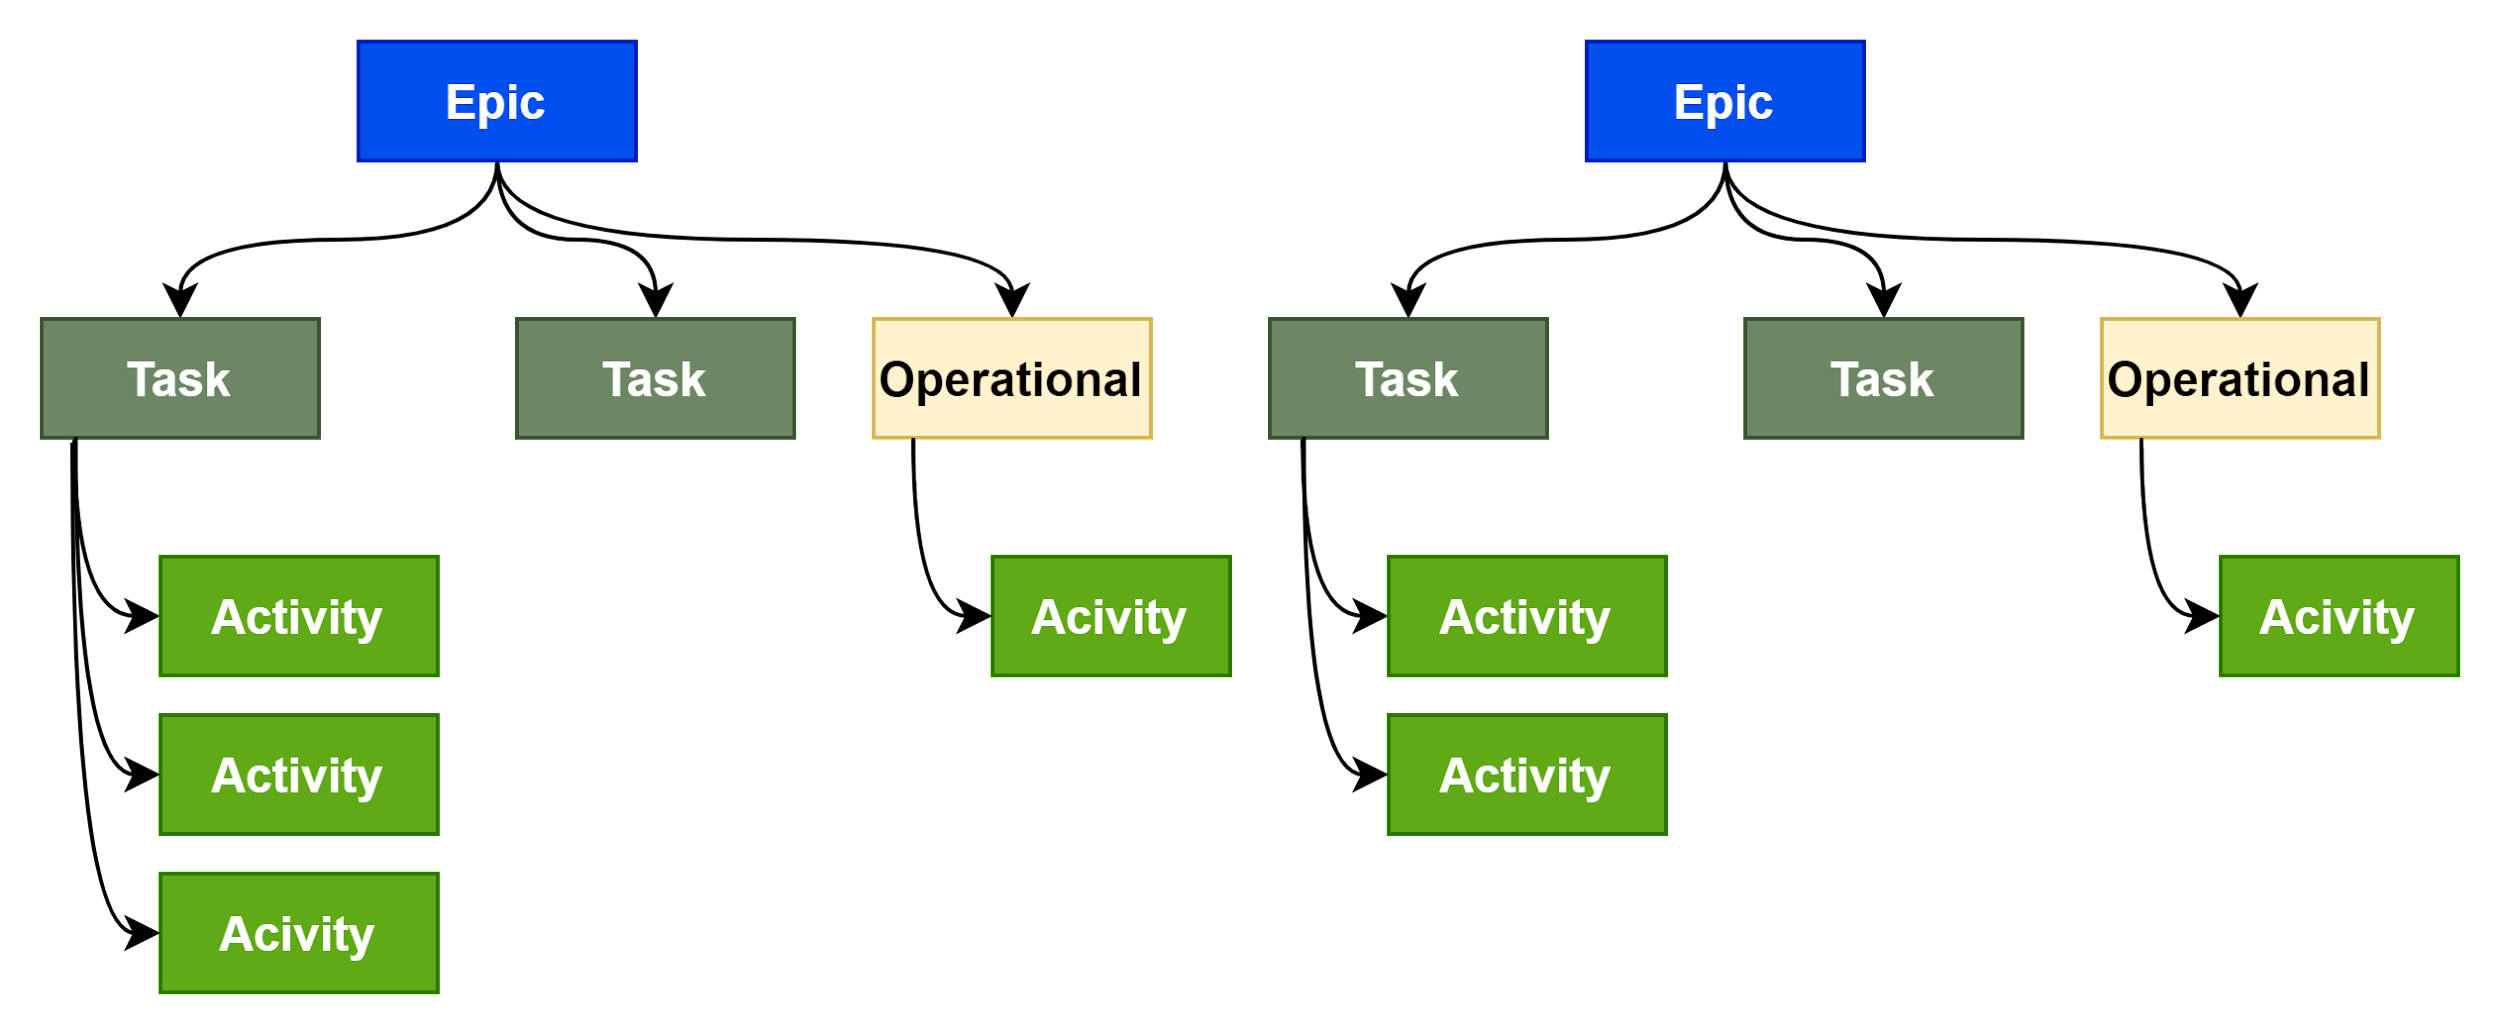 Epic
Epic
Task
Task
Operational
Task
Task
Operational
Activity
Acivity
Activity
Acivity
Activity
Activity
Acivity